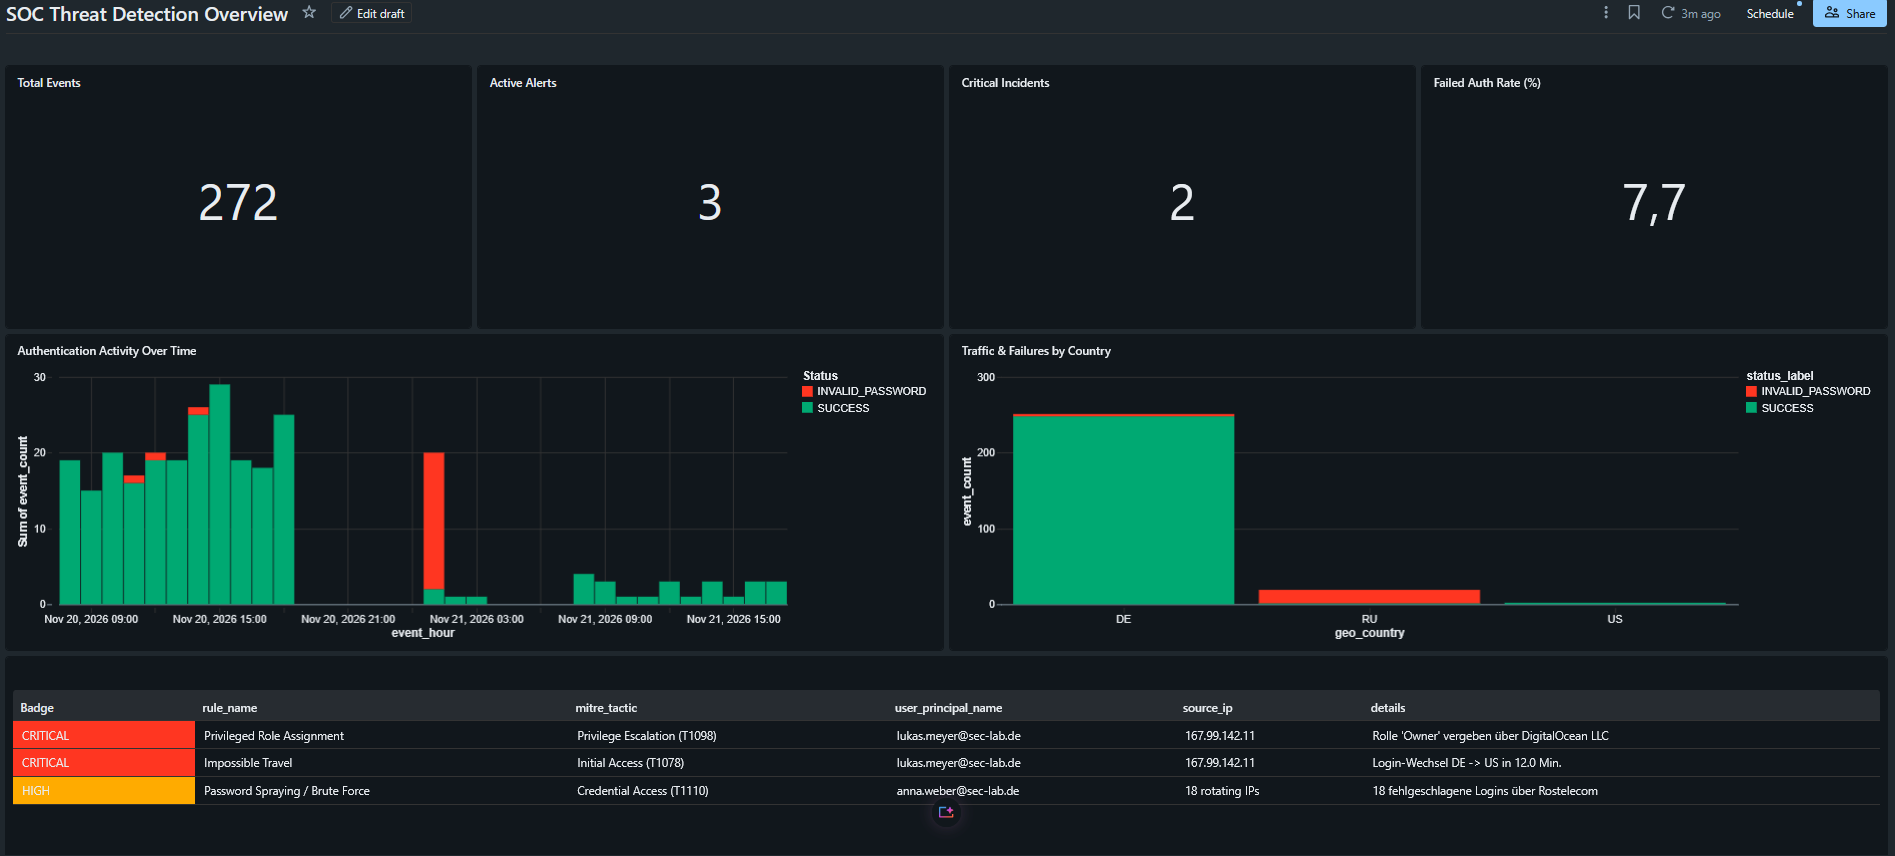 SOC Threat Detection Overview Edit draft 3m ago Schedule Share
Total Events
272
Active Alerts
3
Critical Incidents
2
Failed Auth Rate (%)
7,7
Authentication Activity Over Time
Status
INVALID_PASSWORD
SUCCESS
Sum of event_count
30
20
10
0
Nov 20, 2026 09:00 Nov 20, 2026 15:00 Nov 20, 2026 21:00 Nov 21, 2026 03:00 Nov 21, 2026 09:00 Nov 21, 2026 15:00
event_hour
Traffic & Failures by Country
status_label
INVALID_PASSWORD
SUCCESS
event_count
300
200
100
0
DE RU US
geo_country
Badge rule_name mitre_tactic user_principal_name source_ip details
CRITICAL Privileged Role Assignment Privilege Escalation (T1098) lukas.meyer@sec-lab.de 167.99.142.11 Rolle 'Owner' vergeben über DigitalOcean LLC
CRITICAL Impossible Travel Initial Access (T1078) lukas.meyer@sec-lab.de 167.99.142.11 Login-Wechsel DE -> US in 12.0 Min.
HIGH Password Spraying / Brute Force Credential Access (T1110) anna.weber@sec-lab.de 18 rotating IPs 18 fehlgeschlagene Logins über Rostelecom